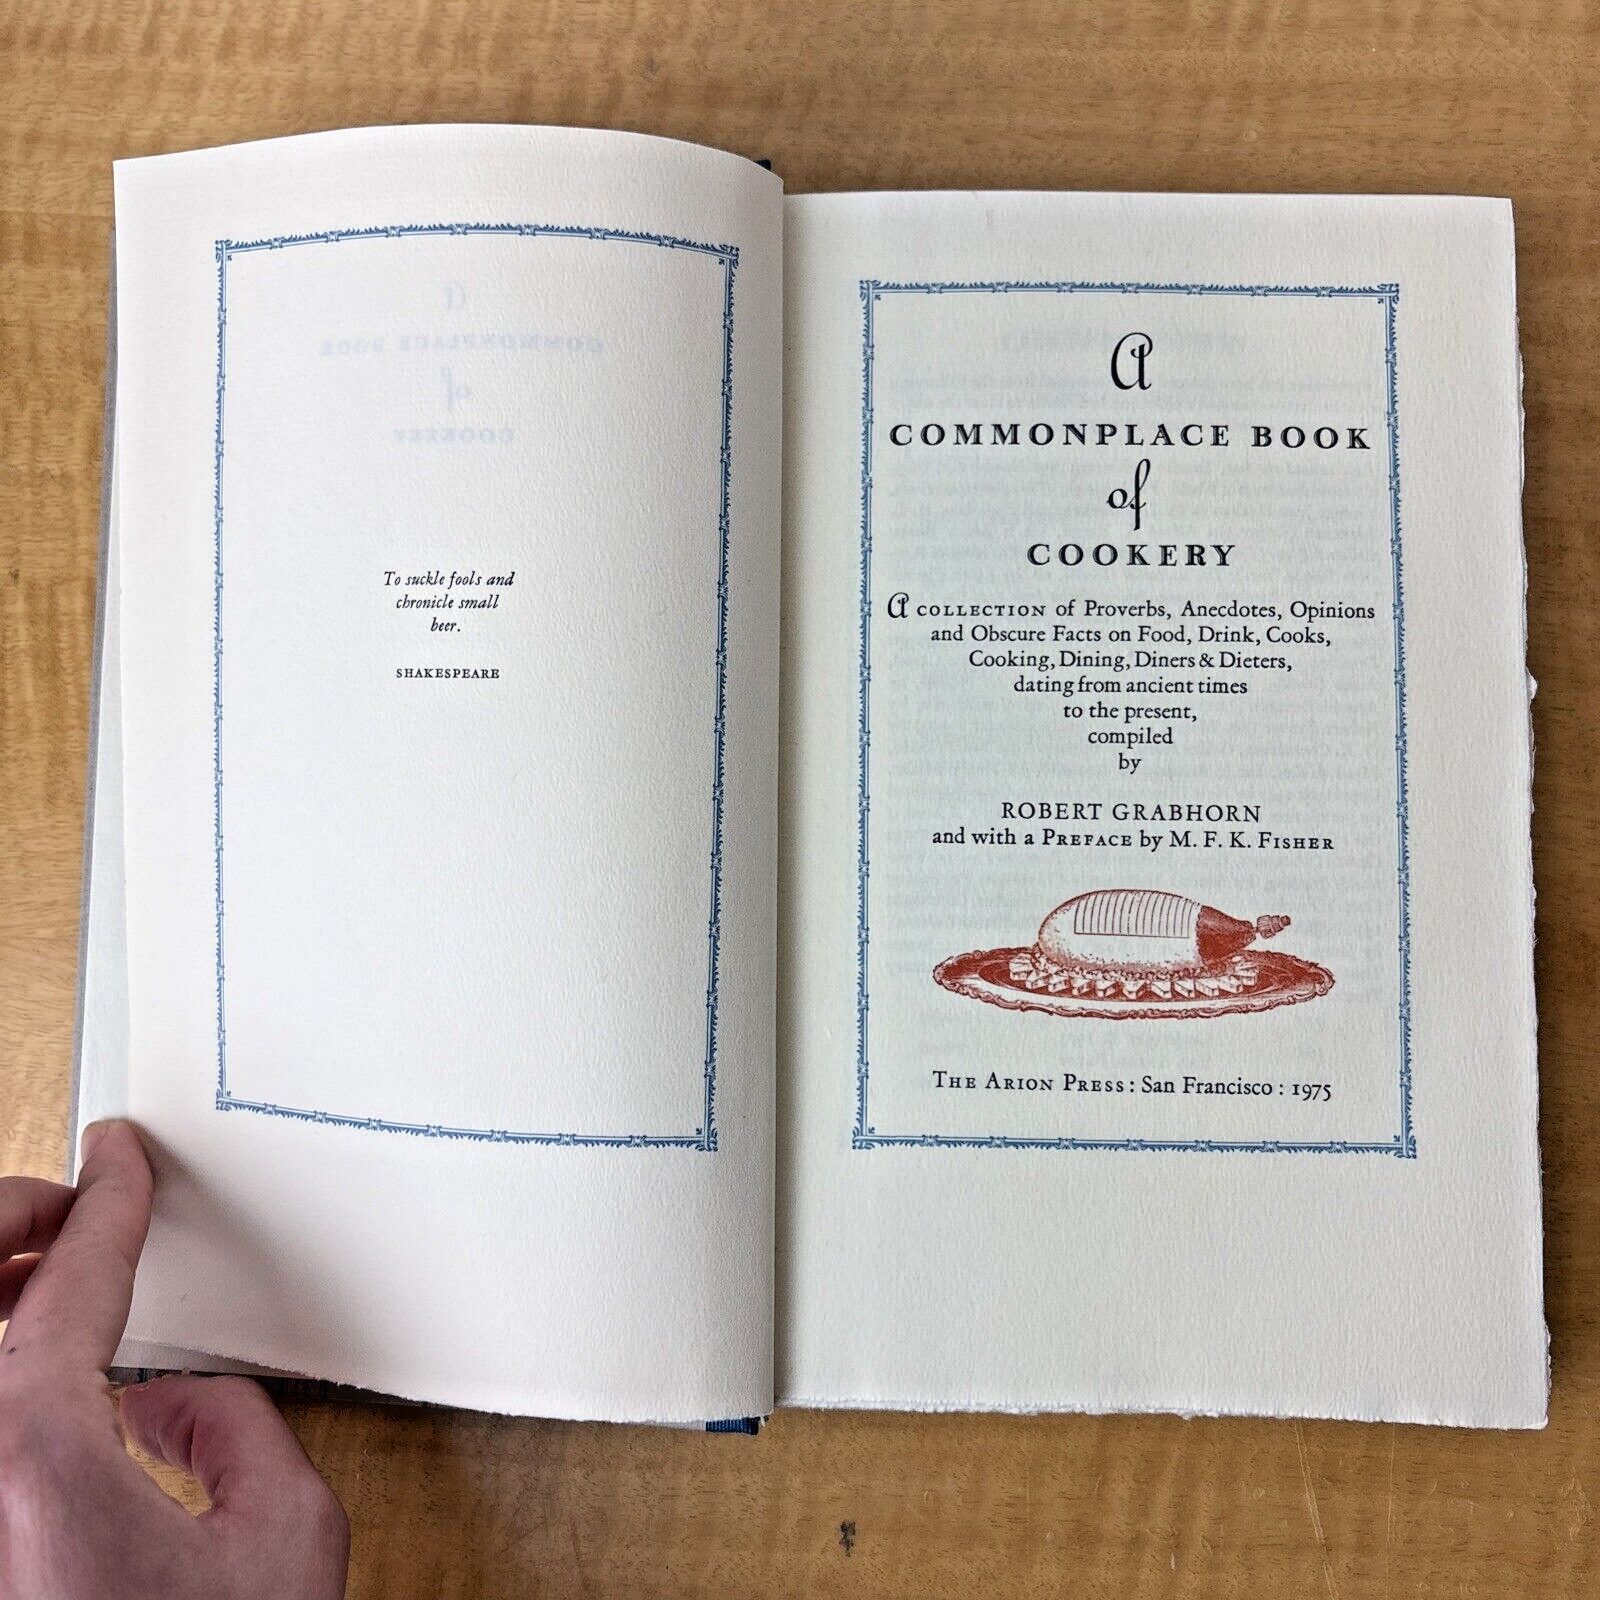 To suckle fools and
chronicle small
beer.
SHAKESPEARE
A
COMMONPLACE BOOK
of
COOKERY
A COLLECTION of Proverbs, Anecdotes, Opinions
and Obscure Facts on Food, Drink, Cooks,
Cooking, Dining, Diners & Dieters,
dating from ancient times
to the present,
compiled
by
ROBERT GRABHORN
and with a PREFACE by M. F. K. FISHER
THE ARION PRESS : San Francisco : 1975